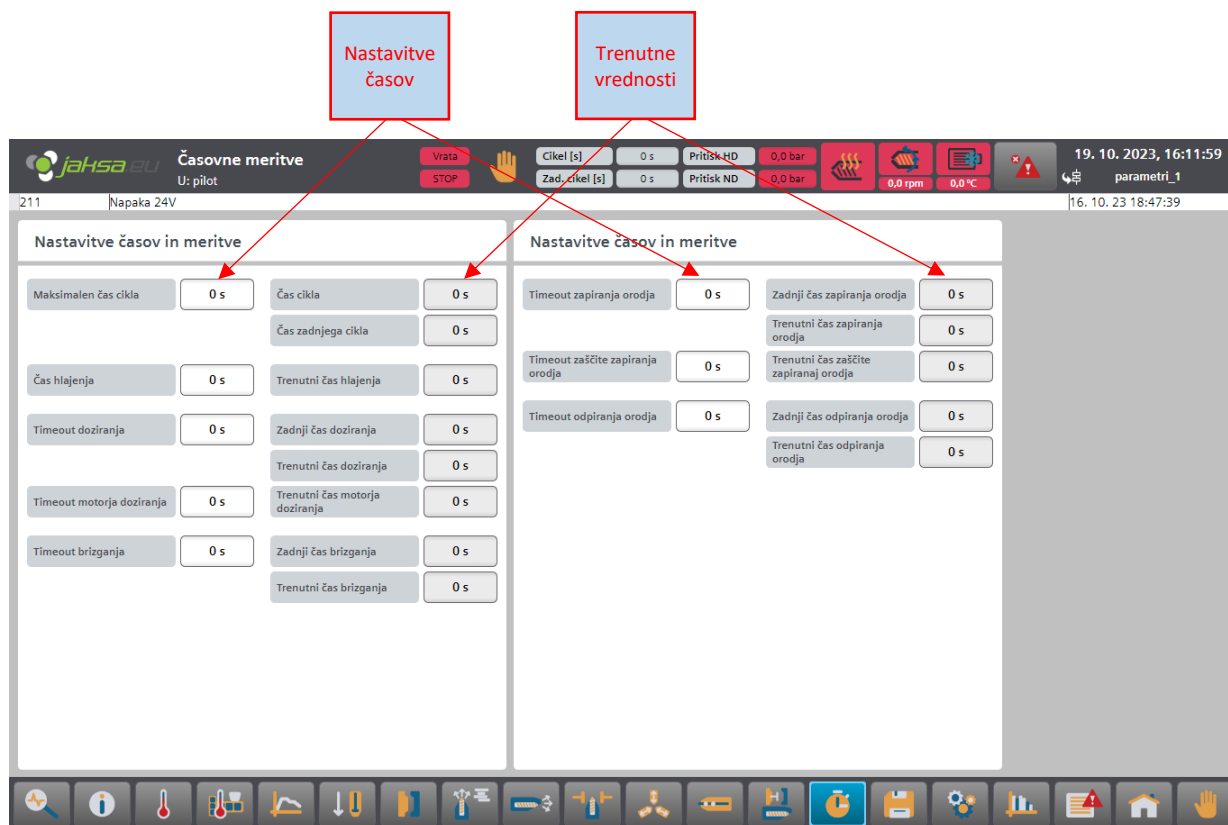 Nastavitve
časov
Trenutne
vrednosti
jaksa.eu
Časovne meritve
U: pilot
Vrata
STOP
Cikel [s] 0 s Pritisk HD 0,0 bar
Zad. cikel [s] 0 s Pritisk ND 0,0 bar
0,0 rpm 0,0 °C
19. 10. 2023, 16:11:59
parametri_1
211 Napaka 24V 16. 10. 23 18:47:39
Nastavitve časov in meritve
Maksimalen čas cikla 0 s Čas cikla 0 s
Čas zadnjega cikla 0 s
Čas hlajenja 0 s Trenutni čas hlajenja 0 s
Timeout doziranja 0 s Zadnji čas doziranja 0 s
Trenutni čas doziranja 0 s
Timeout motorja doziranja 0 s Trenutni čas motorja
doziranja 0 s
Timeout brizganja 0 s Zadnji čas brizganja 0 s
Trenutni čas brizganja 0 s
Nastavitve časov in meritve
Timeout zapiranja orodja 0 s Zadnji čas zapiranja orodja 0 s
Trenutni čas zapiranja
orodja 0 s
Timeout zaščite zapiranja
orodja 0 s
Trenutni čas zaščite
zapiranaj orodja 0 s
Timeout odpiranja orodja 0 s Zadnji čas odpiranja orodja 0 s
Trenutni čas odpiranja
orodja 0 s